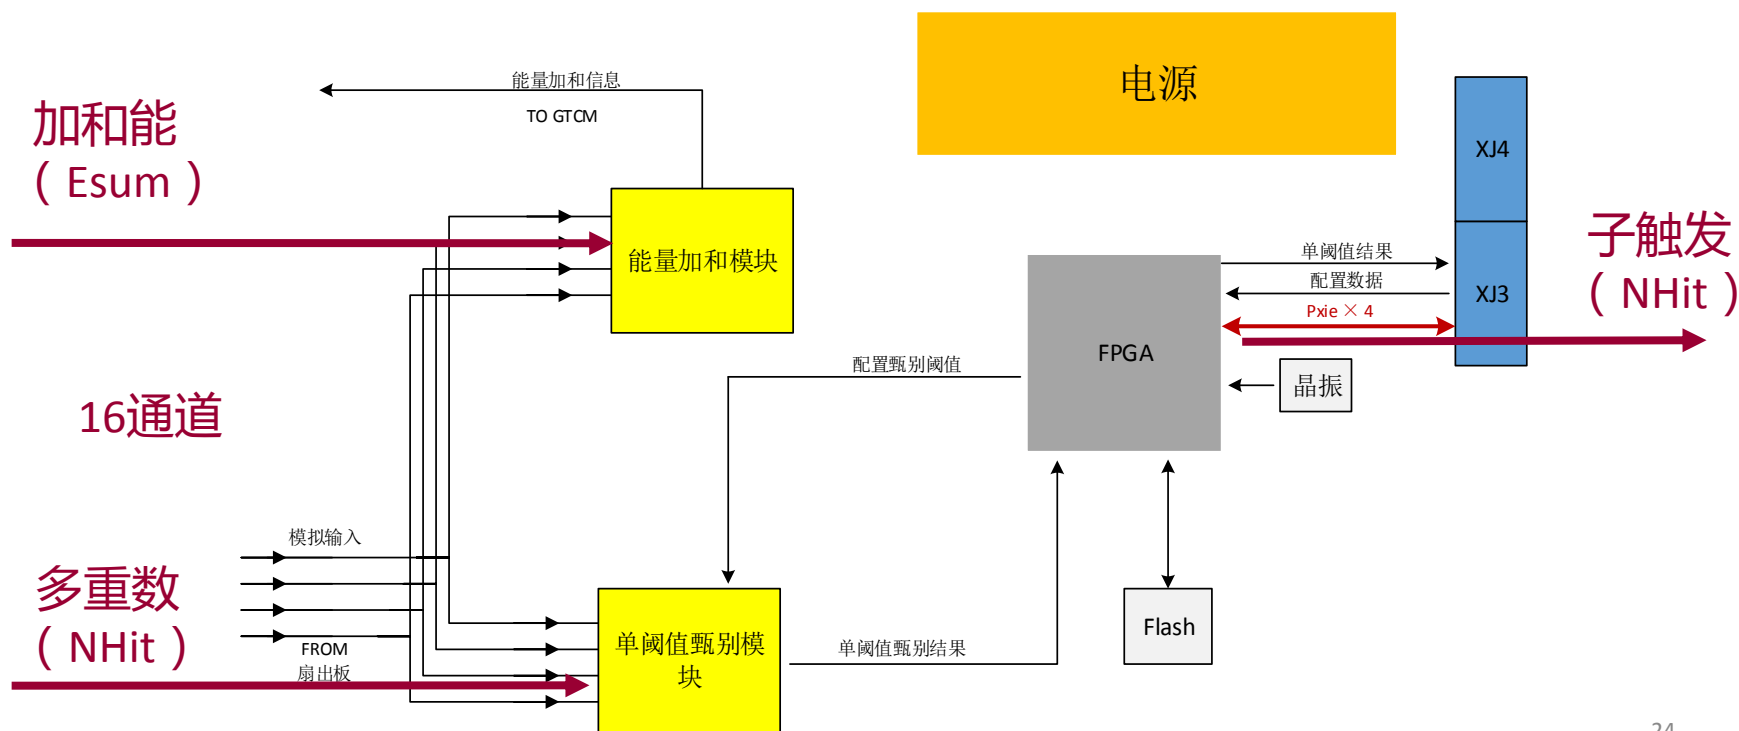 电源
能量加和信息
TO GTCM
加和能
（Esum）
XJ4
能量加和模块
子触发
（NHit）
单阈值结果
配置数据
XJ3
Pxie×4
FPGA
配置甄别阈值
晶振
16通道
模拟输入
多重数
（NHit）
FROM
扇出板
单阈值甄别模
块
单阈值甄别结果
Flash
24